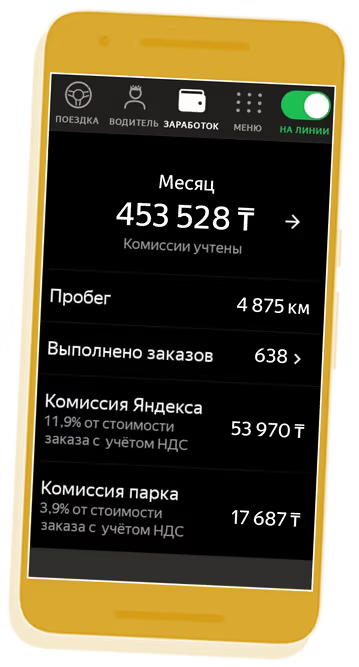 ПОЕЗДКА ВОДИТЕЛЬ ЗАРАБОТОК МЕНЮ НА ЛИНИИ
Месяц
453 528 ₸ →
Комиссии учтены
Пробег 4 875 км
Выполнено заказов 638 >
Комиссия Яндекса
11,9% от стоимости
заказа с учётом НДС
53 970 ₸
Комиссия парка
3,9% от стоимости
заказа с учётом НДС
17 687 ₸